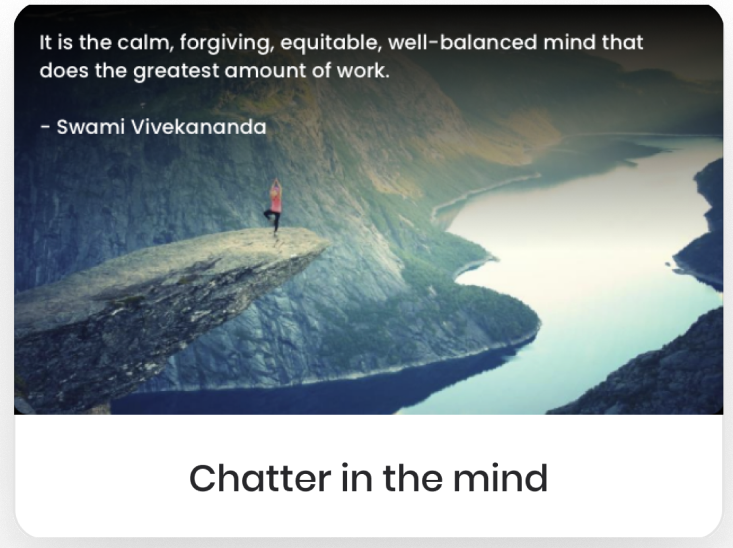 It is the calm, forgiving, equitable, well-balanced mind that
does the greatest amount of work.
- Swami Vivekananda
Chatter in the mind